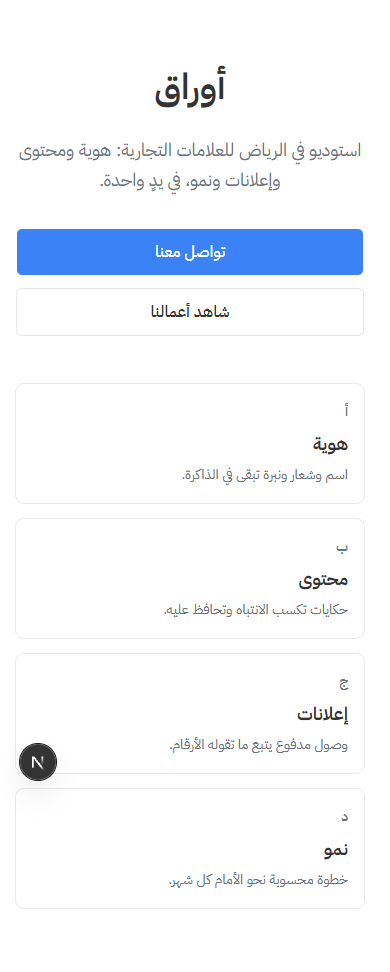 أوراق
استوديو في الرياض للعلامات التجارية: هوية ومحتوى
وإعلانات ونمو، في يدٍ واحدة.
تواصل معنا
شاهد أعمالنا
أ
هوية
اسم وشعار ونبرة تبقى في الذاكرة.
ب
محتوى
حكايات تكسب الانتباه وتحافظ عليه.
ج
إعلانات
وصول مدفوع يتبع ما تقوله الأرقام.
N
د
نمو
خطوة محسوبة نحو الأمام كل شهر.